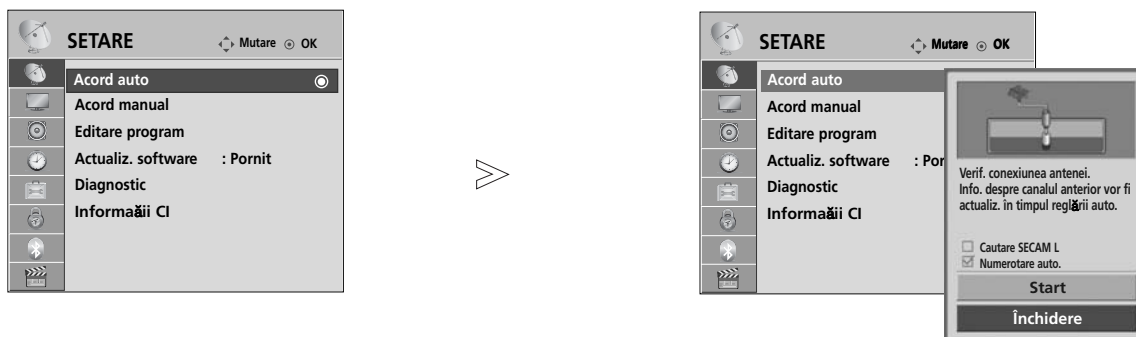 SETARE
Mutare OK
Acord auto
Acord manual
Editare program
Actualiz. software : Pornit
Diagnostic
Informaăii CI
SETARE
Mutare OK
Acord auto
Acord manual
Editare program
Actualiz. software : Por
Diagnostic
Informaăii CI
Verif. conexiunea antenei.
Info. despre canalul anterior vor fi
actualiz. în timpul reglării auto.
Cautare SECAM L
Numerotare auto.
Start
Închidere